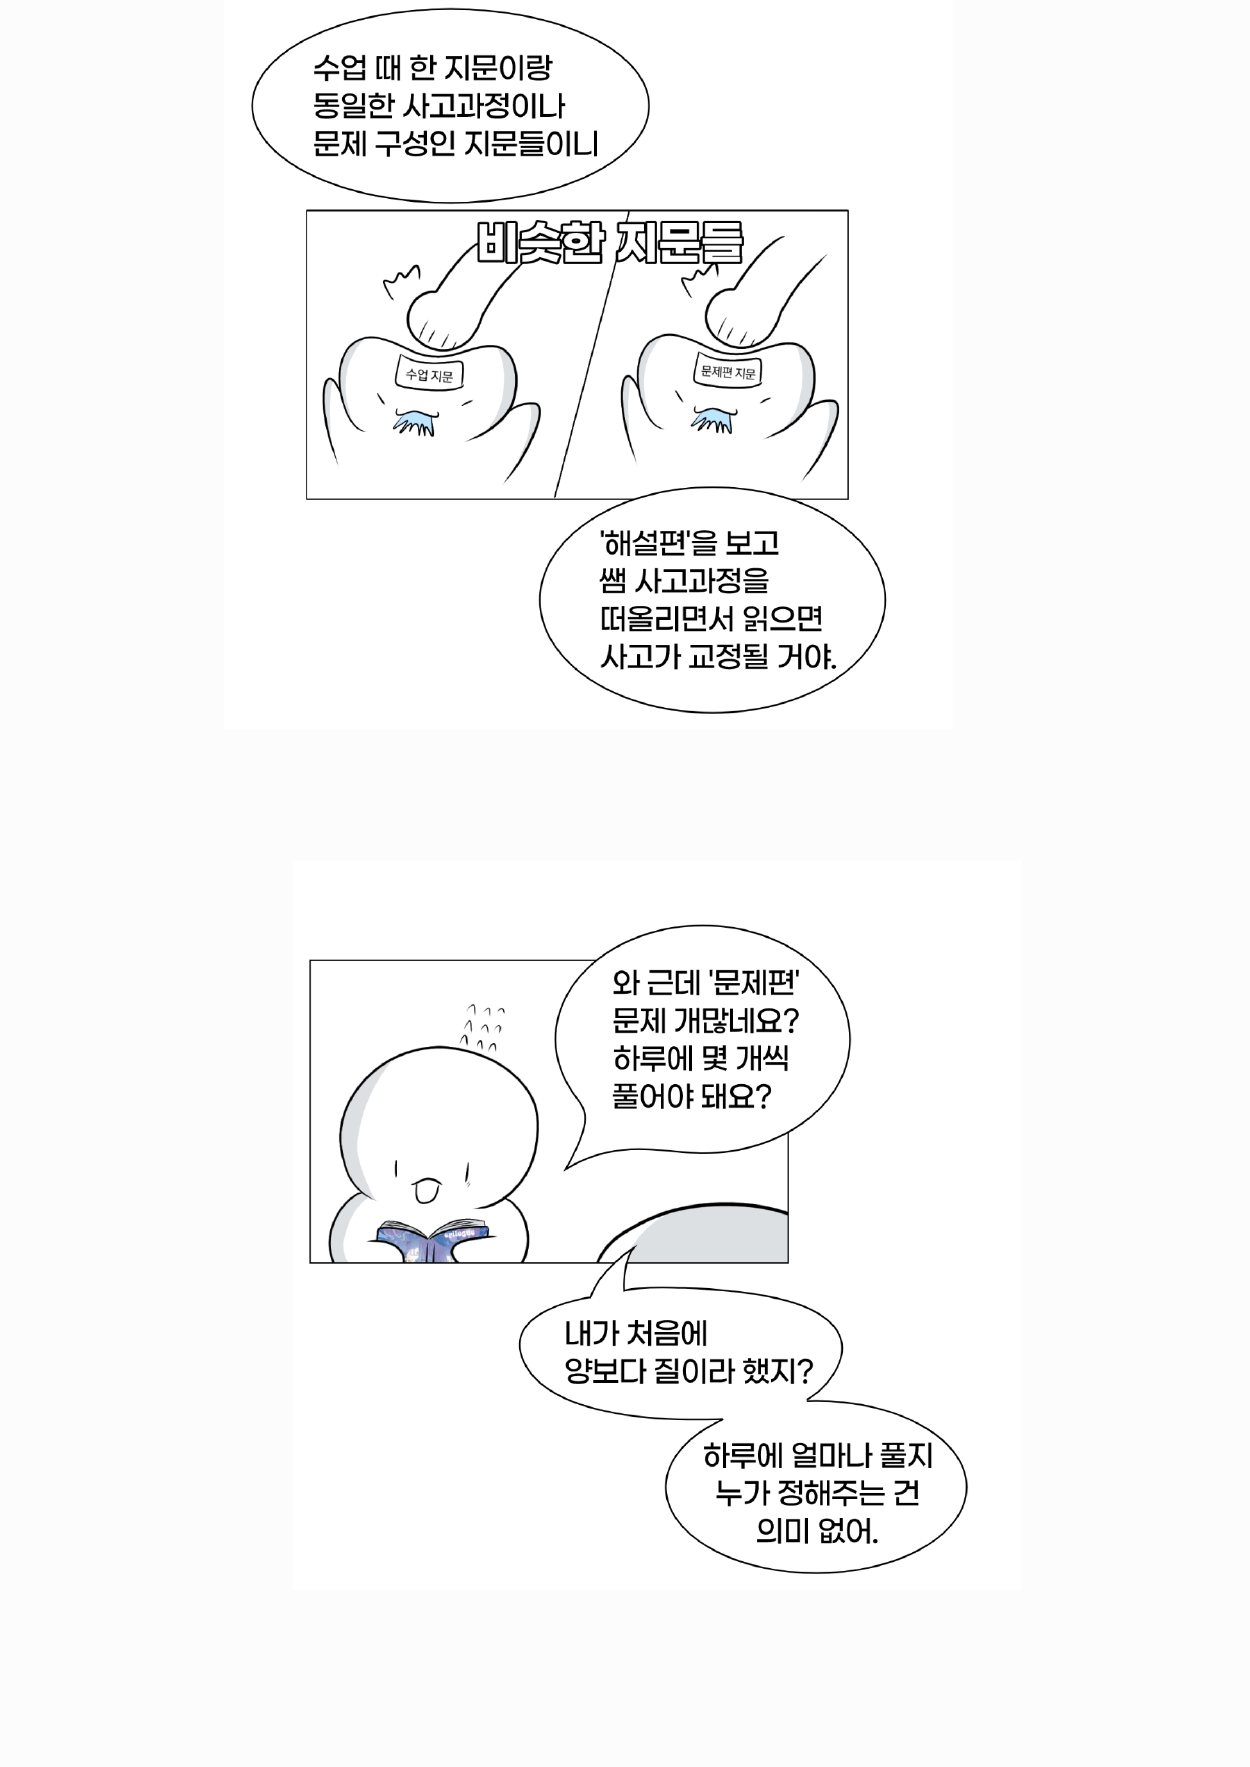 수업 때 한 지문이랑
동일한 사고과정이나
문제 구성인 지문들이니
비슷한 지문들
수업 지문
문제편 지문
'해설편'을 보고
쌤 사고과정을
떠올리면서 읽으면
사고가 교정될 거야.
와 근데 '문제편'
문제 개많네요?
하루에 몇 개씩
풀어야 돼요?
내가 처음에
양보다 질이라 했지?
하루에 얼마나 풀지
누가 정해주는 건
의미 없어.